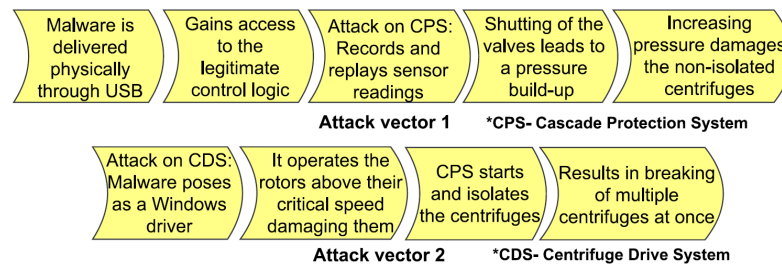 Malware is
delivered
physically
through USB
Gains access
to the
legitimate
control logic
Attack on CPS:
Records and
replays sensor
readings
Shutting of the
valves leads to
a pressure
build-up
Increasing
pressure damages
the non-isolated
centrifuges
Attack vector 1
*CPS- Cascade Protection System
Attack on CDS:
Malware poses
as a Windows
driver
It operates the
rotors above their
critical speed
damaging them
CPS starts
and isolates
the centrifuges
Results in breaking
of multiple
centrifuges at once
Attack vector 2
*CDS- Centrifuge Drive System